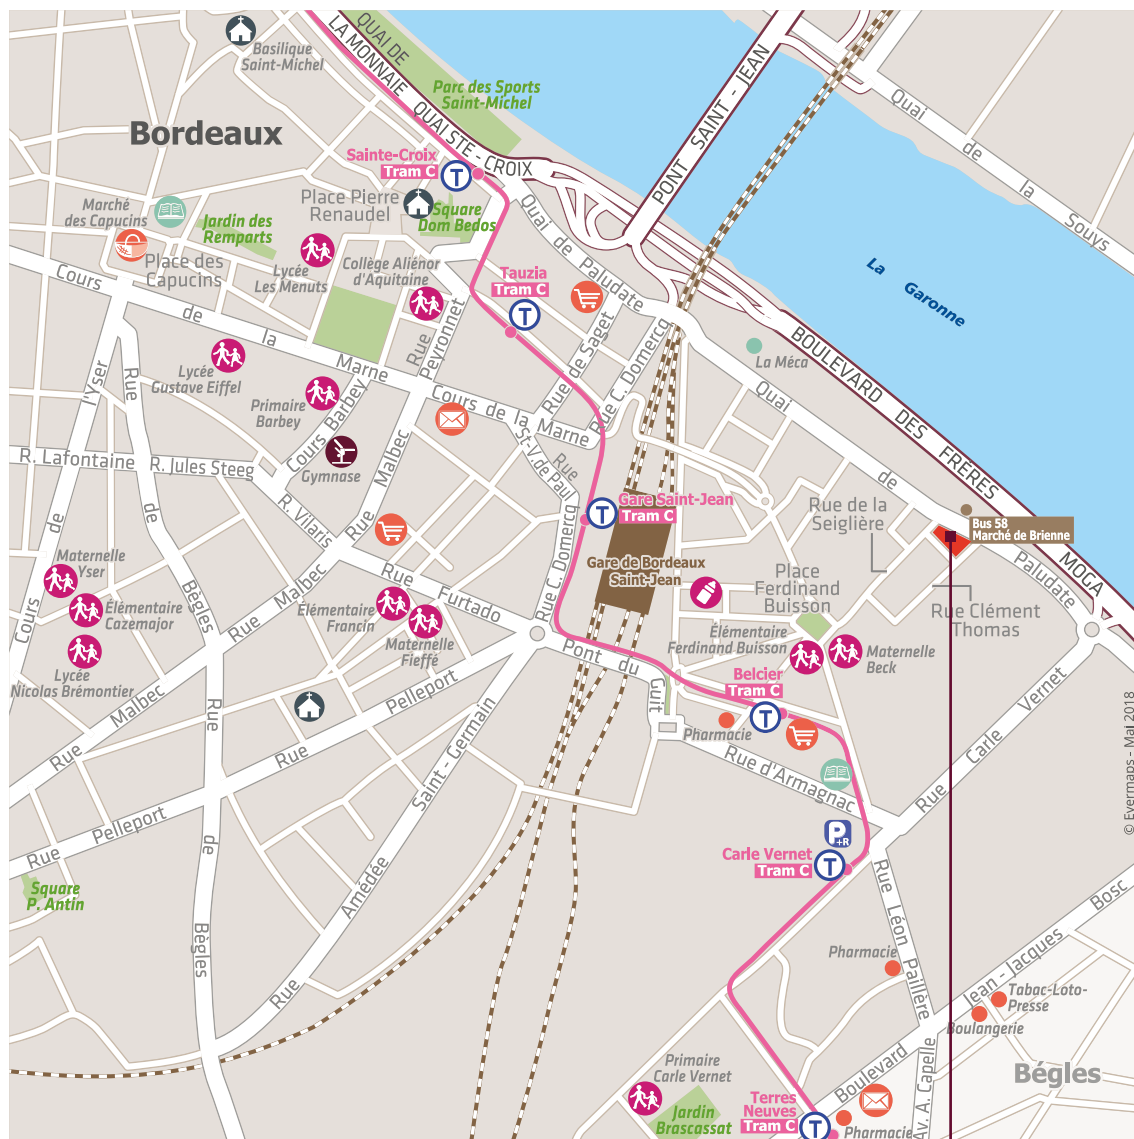 QUAI DE
LA MONNAIE
QUAI STE - CROIX
Basilique
Saint-Michel
Parc des Sports
Saint-Michel
PONT SAINT - JEAN
Quai de la Souys
Bordeaux
Sainte-Croix
Tram C
T
Place Pierre
Renaudel
Square
Dom Bedos
Marché
des Capucins
Jardin des
Remparts
Place des
Capucins
Lycée
Les Menuts
Collège Aliénor
d'Aquitaine
Quai de Paludate
La
Garonne
Tauzia
Tram C
T
Cours de la Marne
Rue
Peyronnet
Rue de Saget
Rue C. Domercq
La Méca
BOULEVARD DES FRÈRES MOGA
Lycée
Gustave Eiffel
Primaire
Barbey
Cours Barbey
Cours de la Marne
Quai de Paludate
l'Yser
Rue
R. Lafontaine
R. Jules Steeg
Gymnase
Rue Malbec
Rue
St-V.de Paul
R. Vilaris
Gare Saint-Jean
Tram C
T
Rue de la
Seiglière
Bus 58
Marché de Brienne
Cours de
de Bègles
Maternelle
Yser
Élémentaire
Cazemajor
Lycée
Nicolas Brémontier
Rue Furtado
Élémentaire
Francin
Maternelle
Fieffé
Rue C. Domercq
Gare de Bordeaux
Saint-Jean
Place
Ferdinand
Buisson
Rue Clément
Thomas
Élémentaire
Ferdinand Buisson
Maternelle
Beck
Rue Malbec
Rue Malbec
Pont du Guit
Belcier
Tram C
T
Pharmacie
Rue Pelleport
Rue d'Armagnac
Rue Carle Vernet
Rue de Bègles
Rue Pelleport
Rue Amédée Saint - Germain
P
+R
Carle Vernet
Tram C
T
Square
P. Antin
Rue Léon Paillère
Pharmacie
Boulevard Jean - Jacques Bosc
Tabac-Loto-
Presse
Boulangerie
Bégles
Av. A. Capelle
Primaire
Carle Vernet
Jardin
Brascassat
Terres
Neuves
Tram C
T
Pharmacie
© Evermaps - Mai 2018